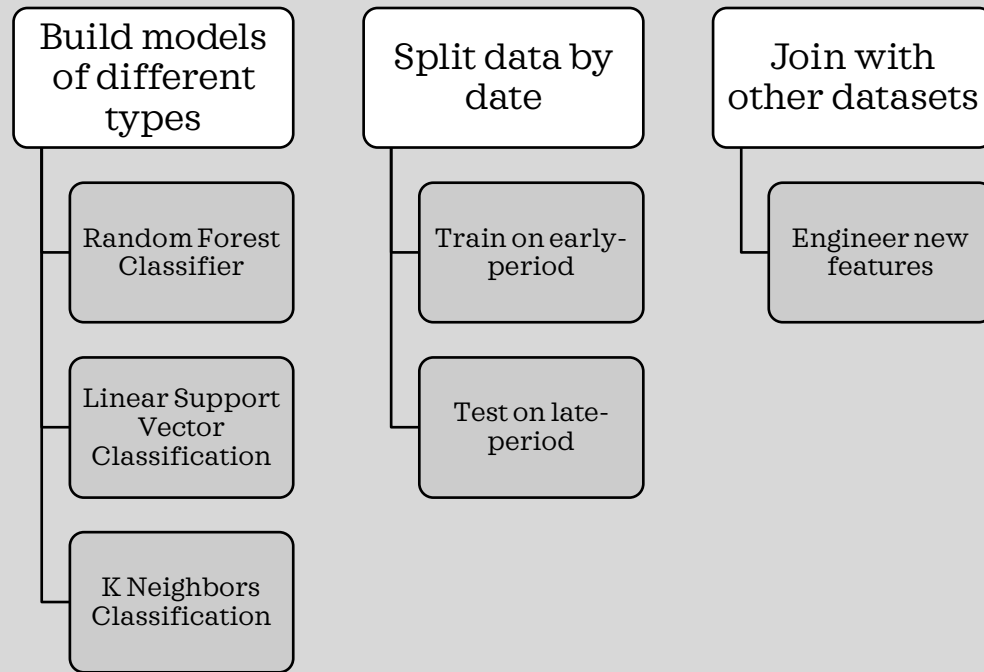 Build models
of different
types
Random Forest
Classifier
Linear Support
Vector
Classification
K Neighbors
Classification
Split data by
date
Train on early-
period
Test on late-
period
Join with
other datasets
Engineer new
features